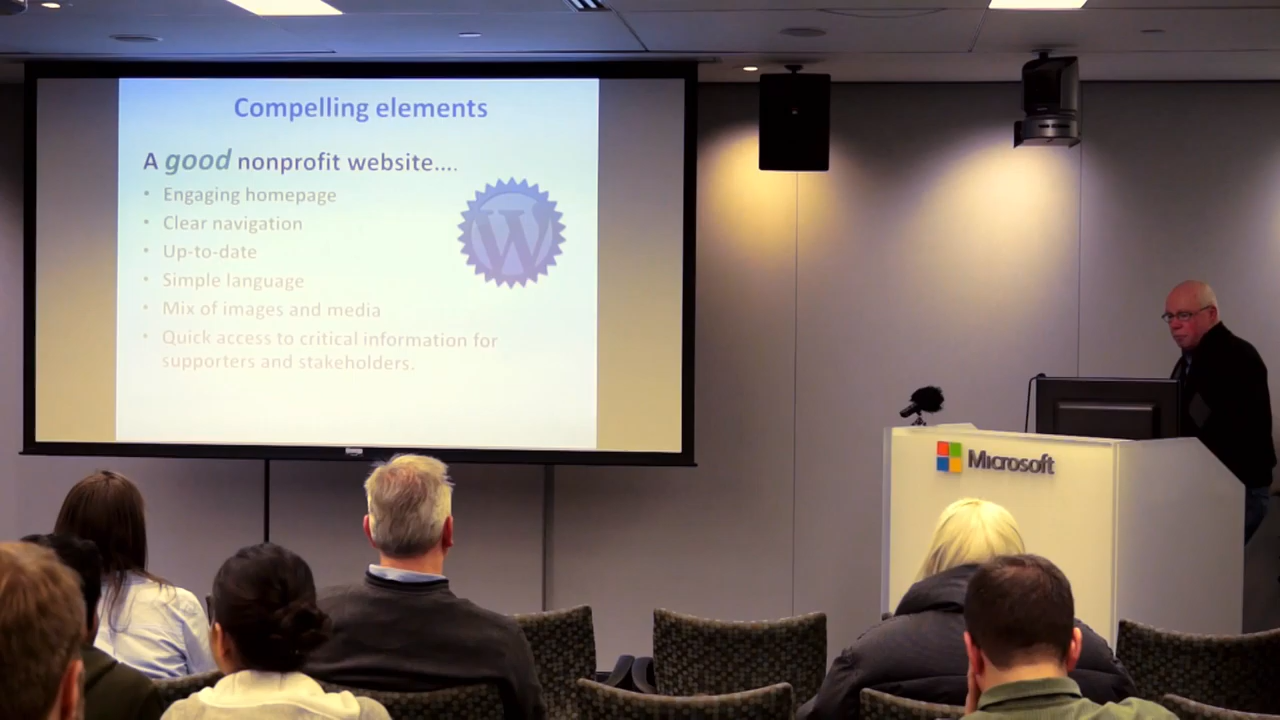 Compelling elements
A good nonprofit website....
• Engaging homepage
• Clear navigation
• Up-to-date
• Simple language
• Mix of images and media
• Quick access to critical information for
supporters and stakeholders.
W
Microsoft